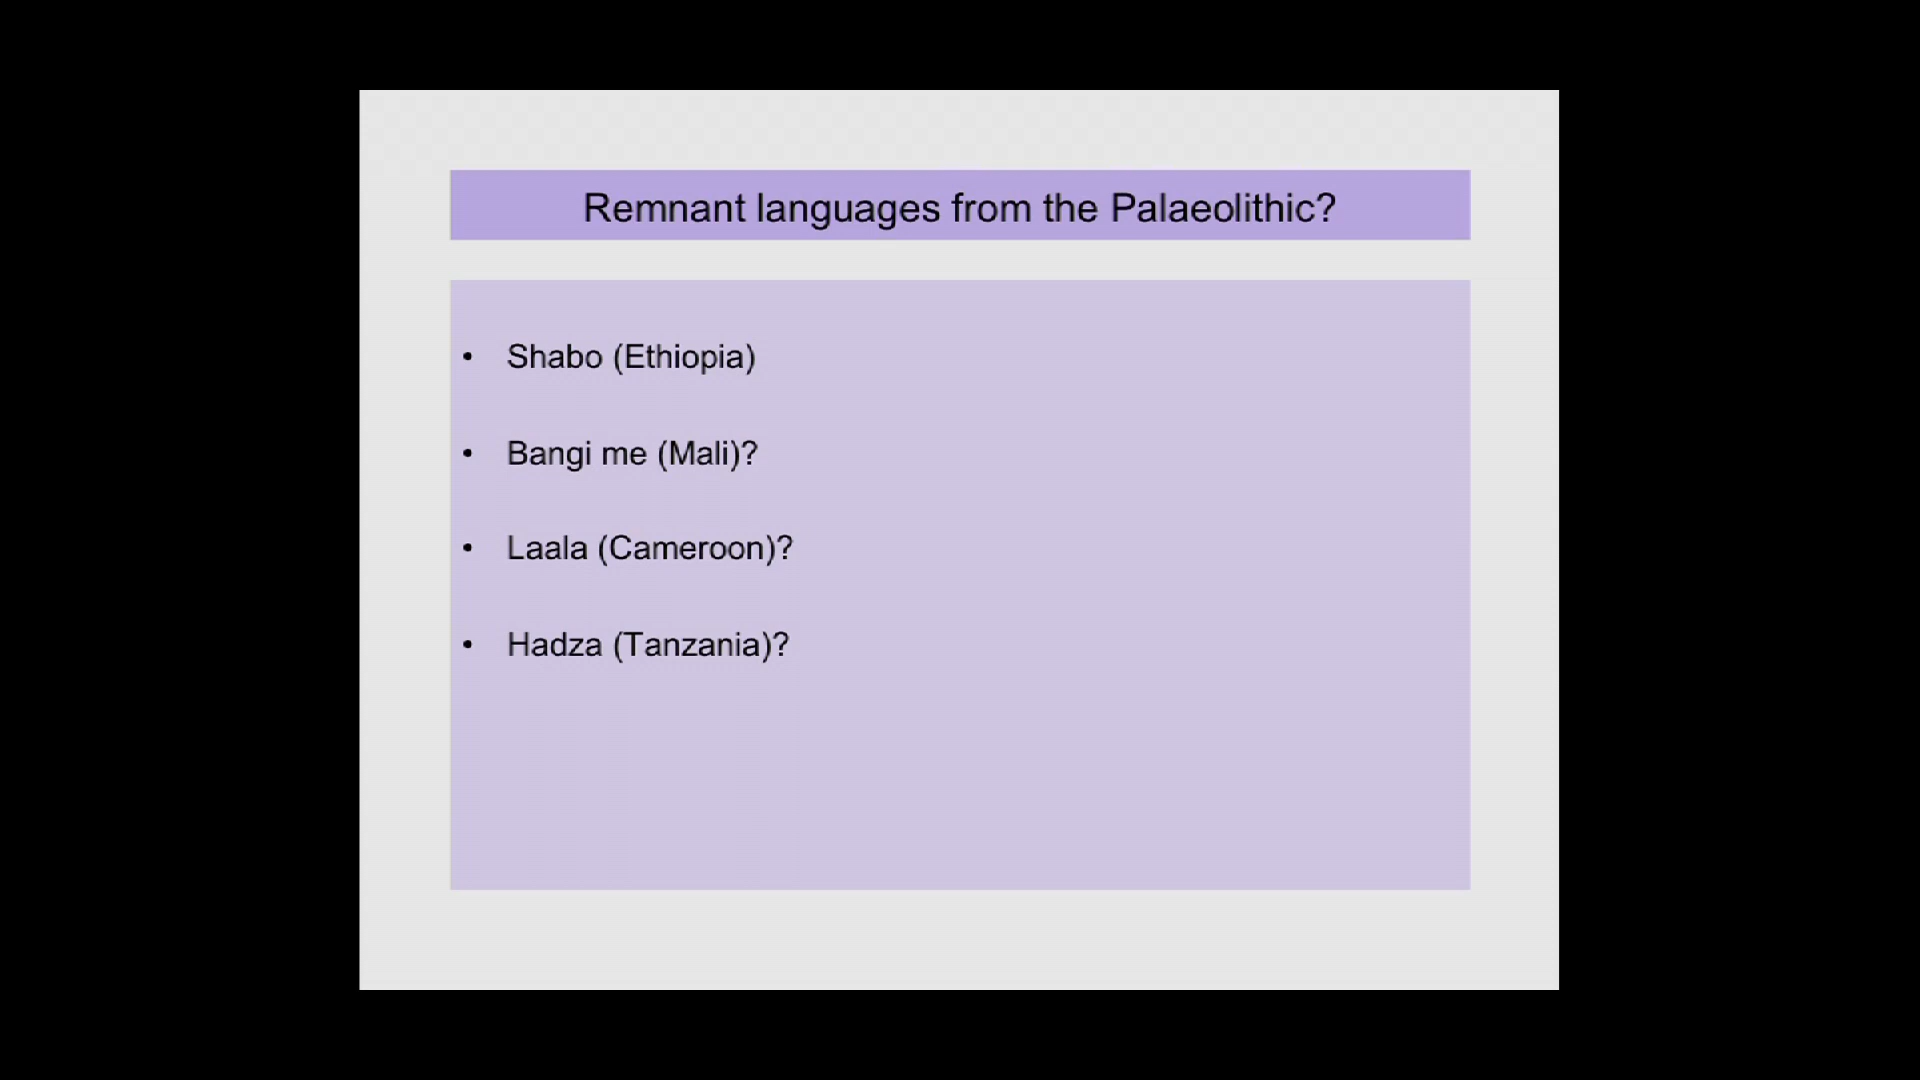 Remnant languages from the Palaeolithic?
• Shabo (Ethiopia)
• Bangi me (Mali)?
• Laala (Cameroon)?
• Hadza (Tanzania)?